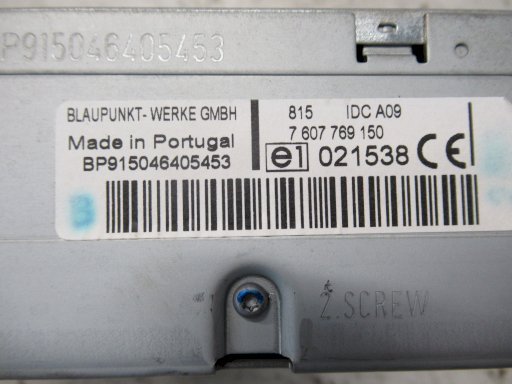 BP915046405453
BLAUPUNKT-WERKE GMBH
Made in Portugal
BP915046405453
815 IDC A09
7 607 769 150
e1 021538 CE
B
2.SCREW